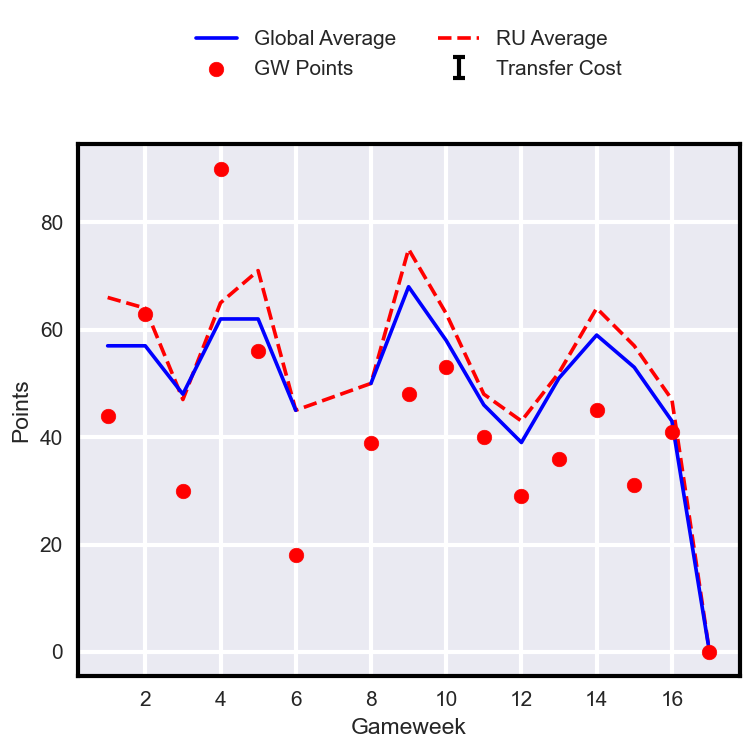 Global Average
RU Average
GW Points
Transfer Cost
80
60
40
20
0
Points
2 4 6 8 10 12 14 16
Gameweek